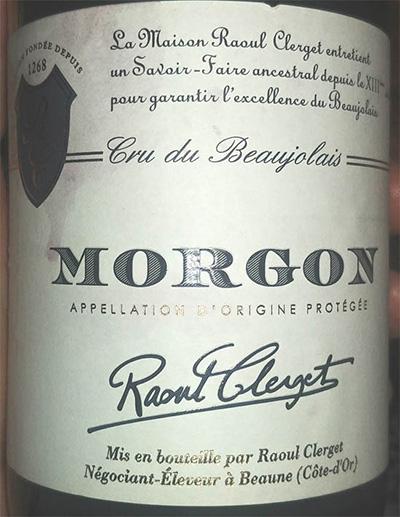 FONDÉE DEPUIS
1268
La Maison Raoul Clerget entretient
un Savoir-Faire ancestral depuis le XIII
pour garantir l'excellence du Beaujolais
Cru du Beaujolais
MORGON
APPELLATION D'ORIGINE PROTÉGÉE
Raoul Clerget
Mis en bouteille par Raoul Clerget
Négociant-Éleveur à Beaune (Côte-d'Or)